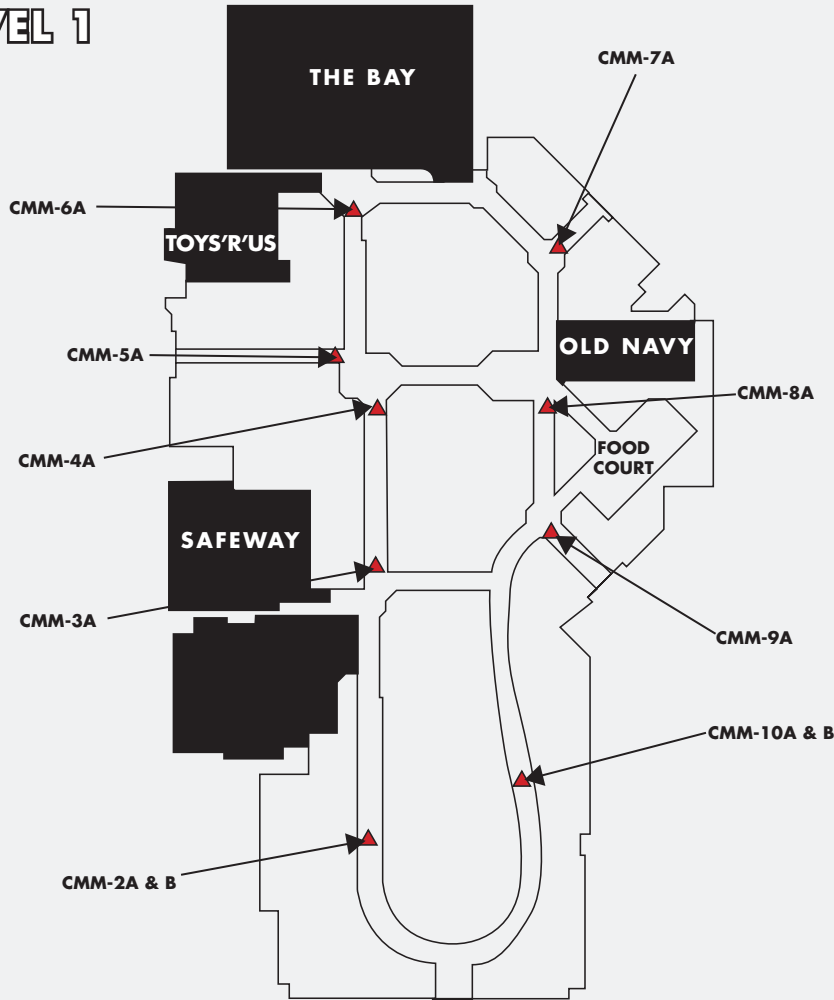 EL 1
THE BAY
CMM-7A
CMM-6A
TOYS'R'US
OLD NAVY
CMM-5A
CMM-8A
CMM-4A
FOOD
COURT
SAFEWAY
CMM-3A
CMM-9A
CMM-10A & B
CMM-2A & B